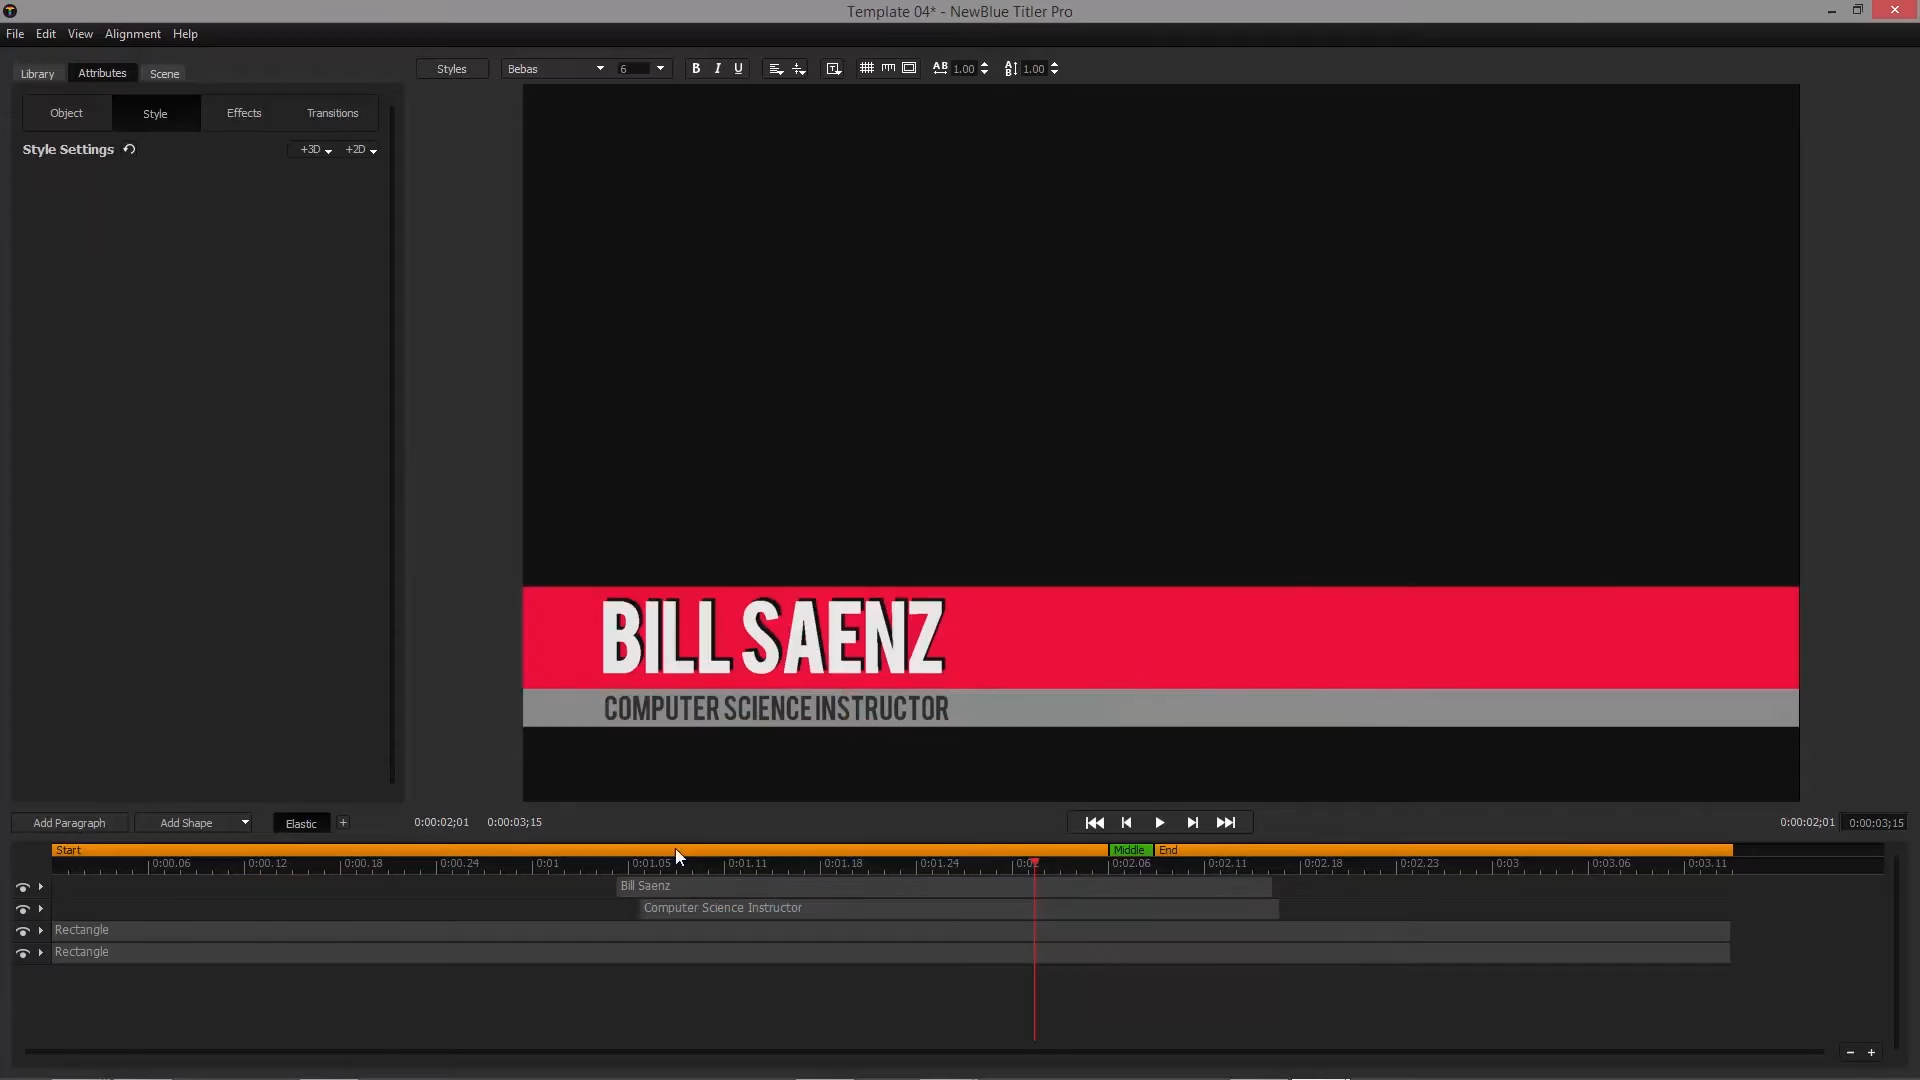 Template 04* - NewBlue Titler Pro
File Edit View Alignment Help
Library Attributes Scene
Styles Bebas 6 B I U AB 1.00 AB 1.00
Object Style Effects Transitions
Style Settings +3D +2D
BILL SAENZ
COMPUTER SCIENCE INSTRUCTOR
Add Paragraph Add Shape Elastic + 0:00:02;01 0:00:03;15 0:00:02;01 0:00:03;15
Start Middle End
0:00.06 0:00.12 0:00.18 0:00.24 0:01 0:01.05 0:01.11 0:01.18 0:01.24 0:02 0:02.06 0:02.11 0:02.18 0:02.23 0:03 0:03.06 0:03.11
Bill Saenz
Computer Science Instructor
Rectangle
Rectangle